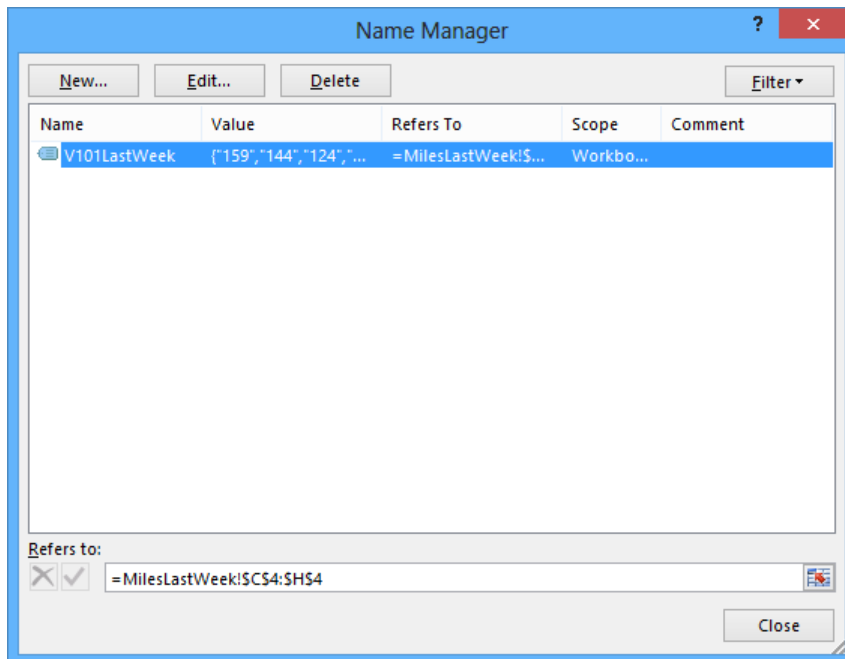 Name Manager ?
New... Edit... Delete Filter
Name Value Refers To Scope Comment
V101LastWeek {"159","144","124","... =MilesLastWeek!$... Workbo...
Refers to:
=MilesLastWeek!$C$4:$H$4
Close